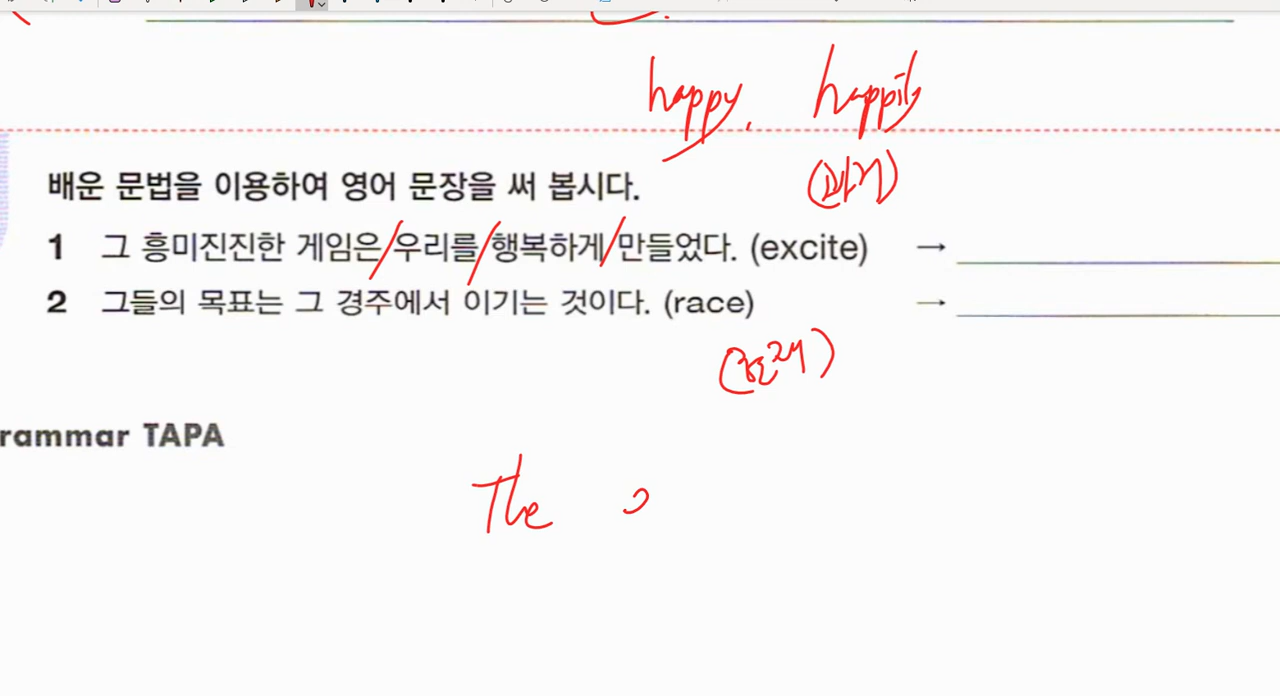 happy, happily
배운 문법을 이용하여 영어 문장을 써 봅시다.
(과거)
1 그 흥미진진한 게임은/우리를/행복하게/만들었다. (excite) →
2 그들의 목표는 그 경주에서 이기는 것이다. (race) →
(현재)
rammar TAPA
The